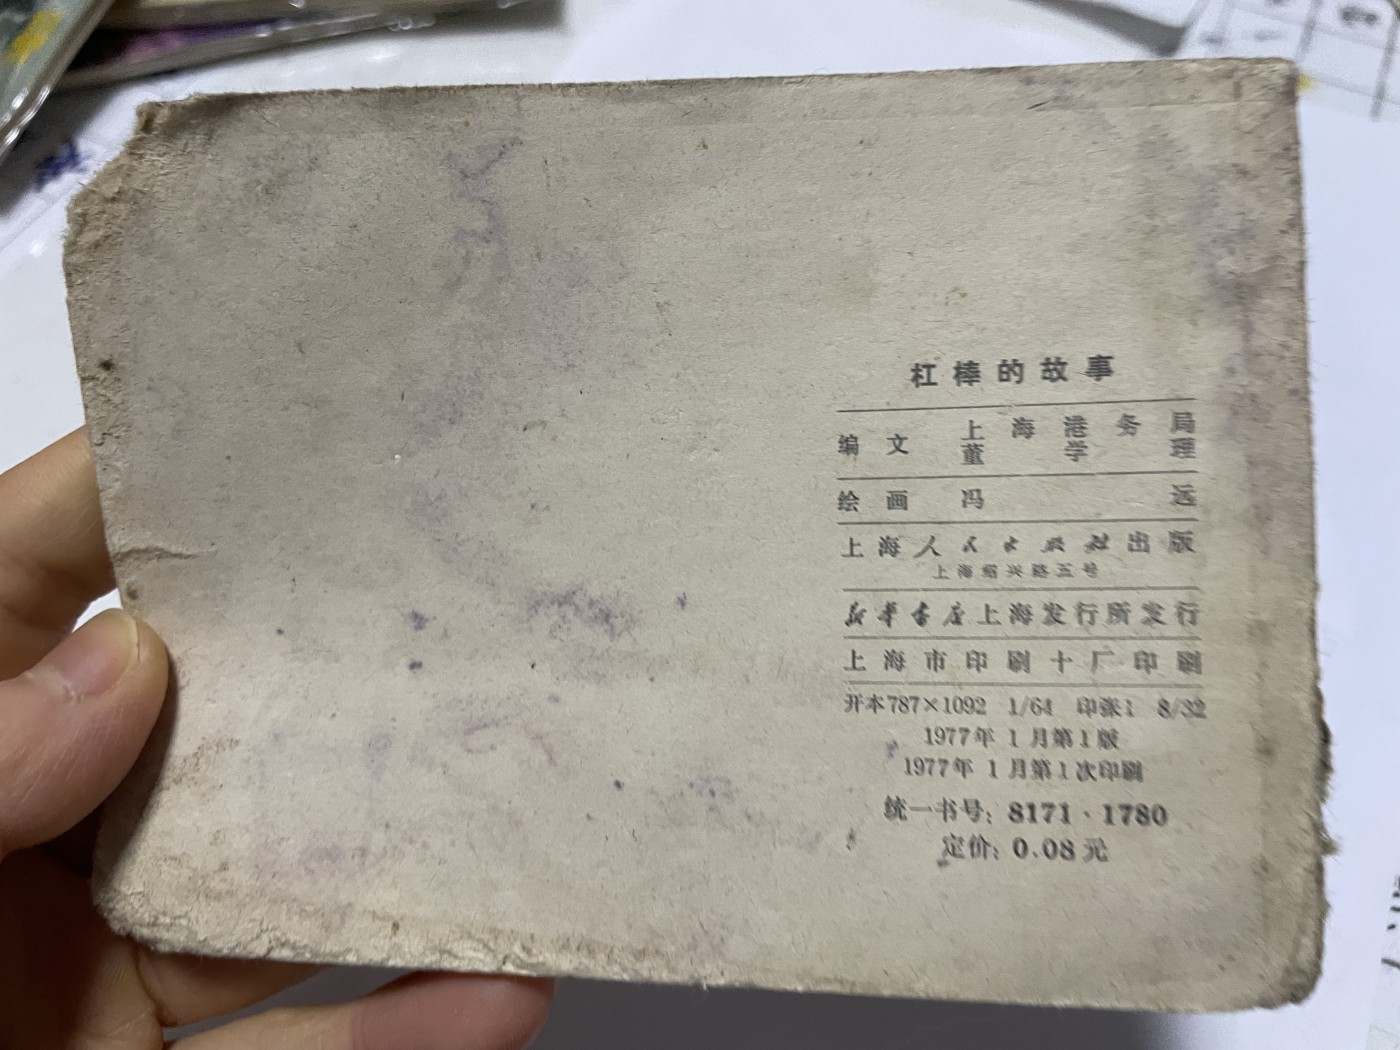 杠棒的故事
编文 上海港务局
董学理
绘画 冯远
上海人民出版社出版
上海绍兴路五号
新华书店上海发行所发行
上海市印刷十厂印刷
开本787×1092 1/64 印张1 8/32
1977年1月第1版
1977年1月第1次印刷
统一书号：8171·1780
定价：0.08元